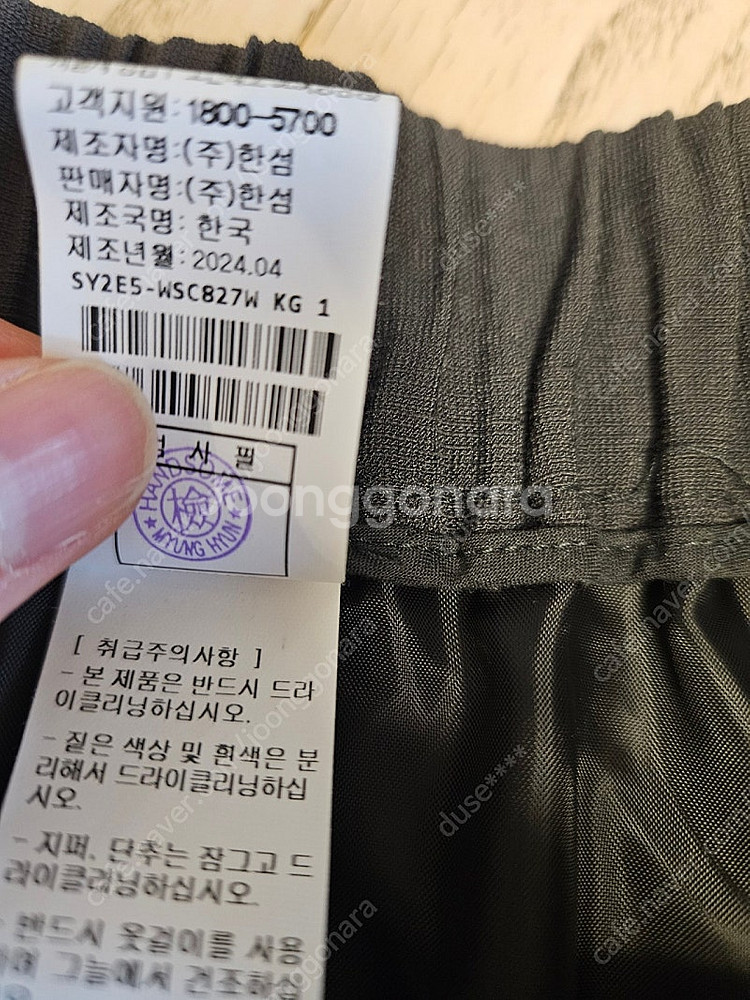 고객지원:1800-5700
제조자명:(주)한섬
판매자명:(주)한섬
제조국명: 한국
제조년월: 2024.04
SY2E5-WSC827W KG 1
사 필
HANDSOME
檢
MYUNG HYUN
joonggonara
[ 취급주의사항 ]
- 본 제품은 반드시 드라
이클리닝하십시오.
- 짙은 색상 및 흰색은 분
리해서 드라이클리닝하십
시오.
- 지퍼, 단추는 잠그고 드
라이클리닝하십시오.
- 반드시 옷걸이를 사용
그늘에서 건조하십
duse****